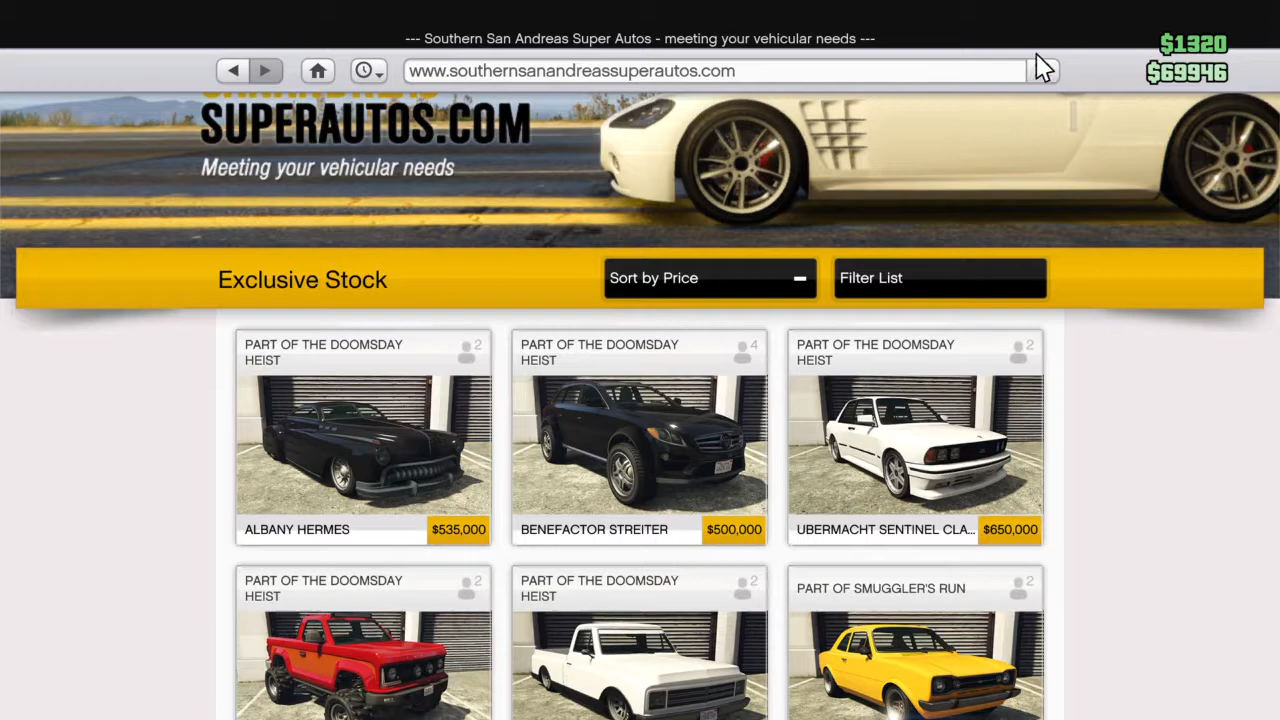 --- Southern San Andreas Super Autos - meeting your vehicular needs ---
$1320
$69946
www.southernsanandreassuperautos.com
SUPERAUTOS.COM
Meeting your vehicular needs
Exclusive Stock
Sort by Price
Filter List
PART OF THE DOOMSDAY
HEIST
2
PART OF THE DOOMSDAY
HEIST
4
PART OF THE DOOMSDAY
HEIST
2
ALBANY HERMES
$535,000
BENEFACTOR STREITER
$500,000
UBERMACHT SENTINEL CLA...
$650,000
PART OF THE DOOMSDAY
HEIST
2
PART OF THE DOOMSDAY
HEIST
2
PART OF SMUGGLER'S RUN
2